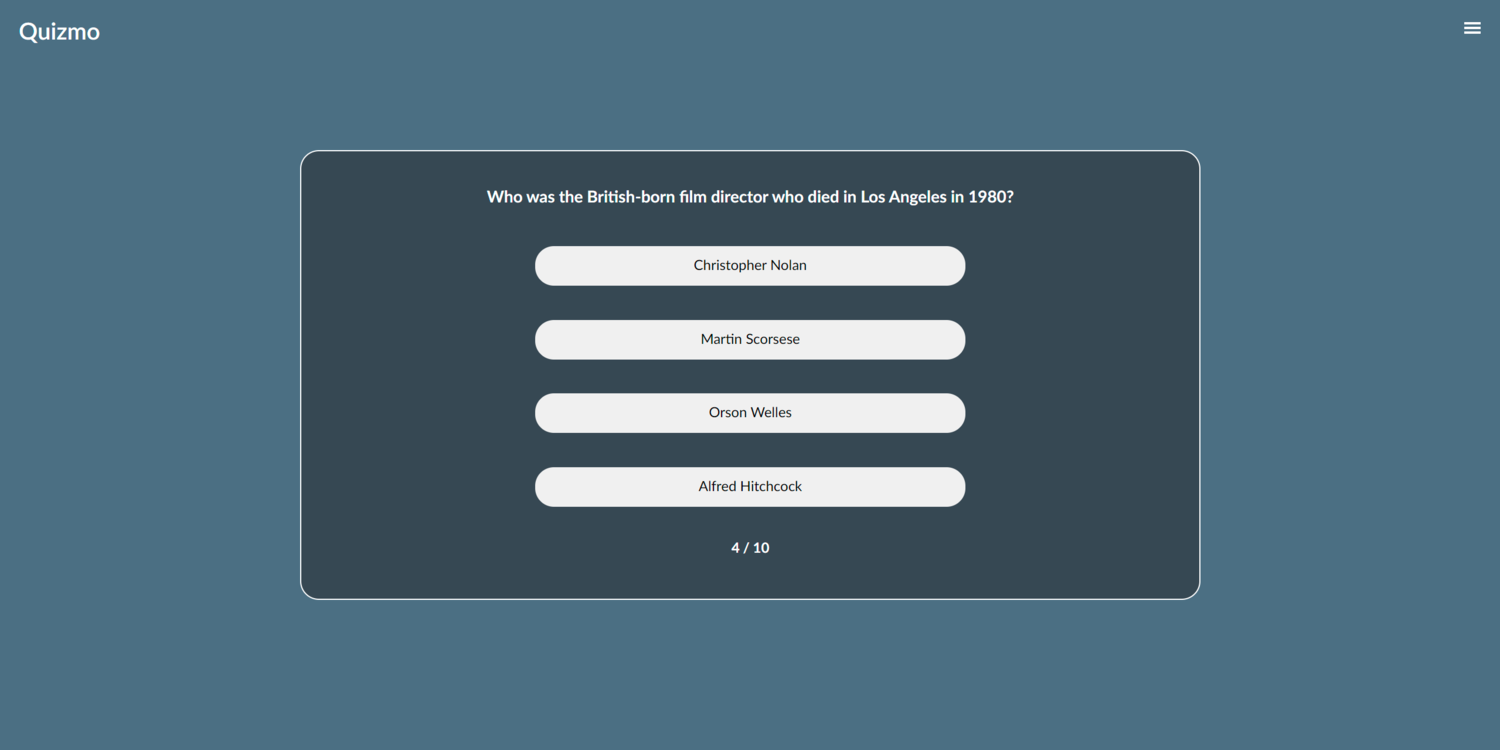 Quizmo
Who was the British-born film director who died in Los Angeles in 1980?
Christopher Nolan
Martin Scorsese
Orson Welles
Alfred Hitchcock
4 / 10